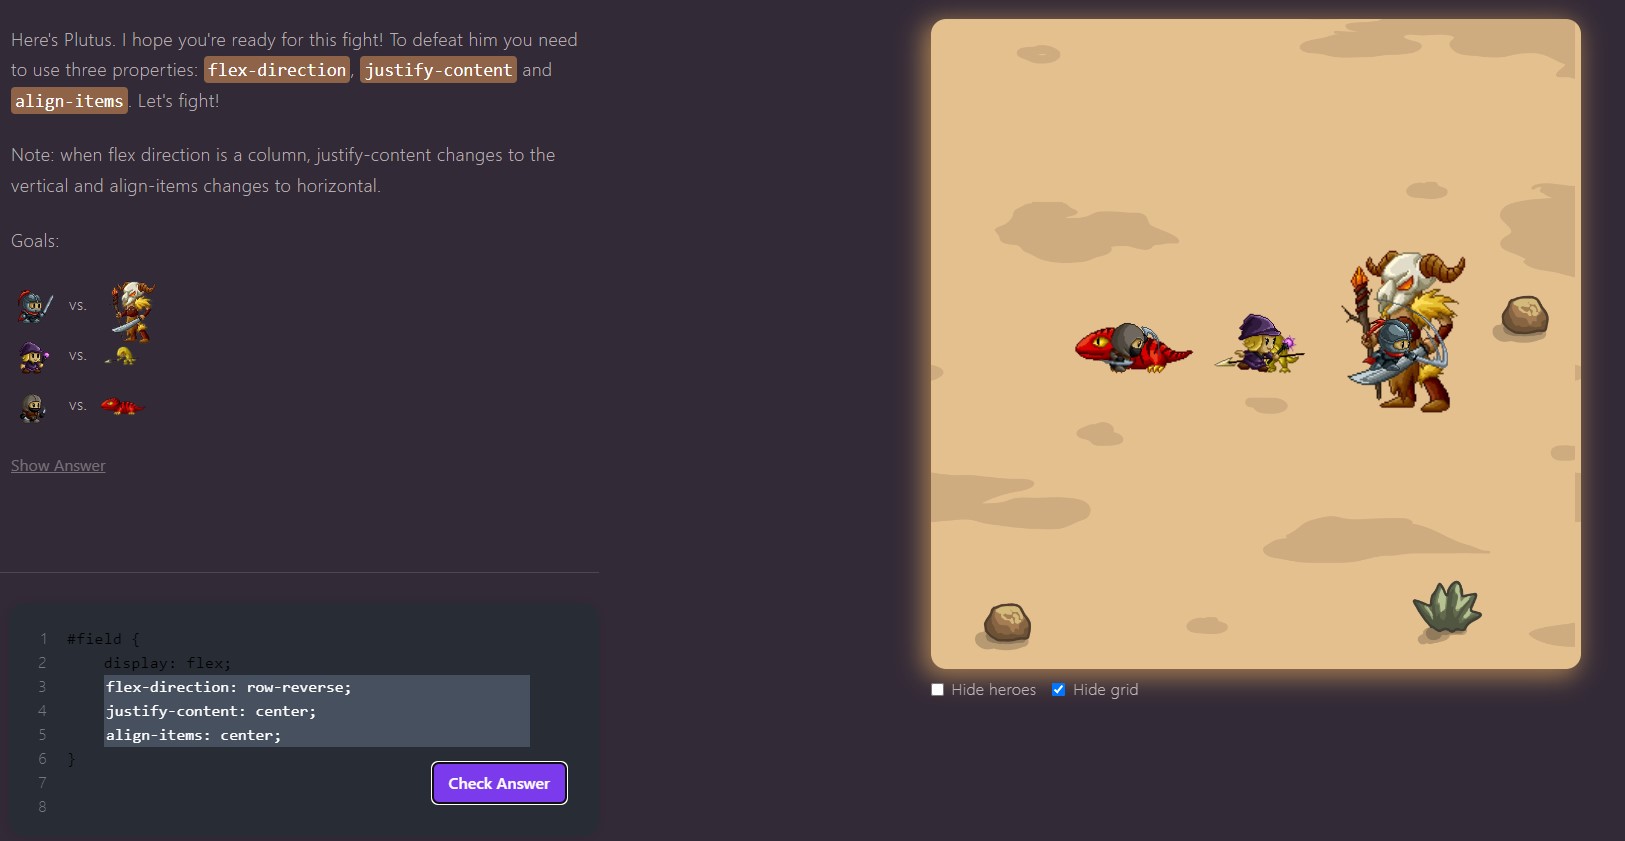 Here's Plutus. I hope you're ready for this fight! To defeat him you need
to use three properties: flex-direction, justify-content and
align-items. Let's fight!
Note: when flex direction is a column, justify-content changes to the
vertical and align-items changes to horizontal.
Goals:
vs.
vs.
vs.
Show Answer
1 #field {
2 display: flex;
3 flex-direction: row-reverse;
4 justify-content: center;
5 align-items: center;
6 }
7
8
Check Answer
Hide heroes Hide grid